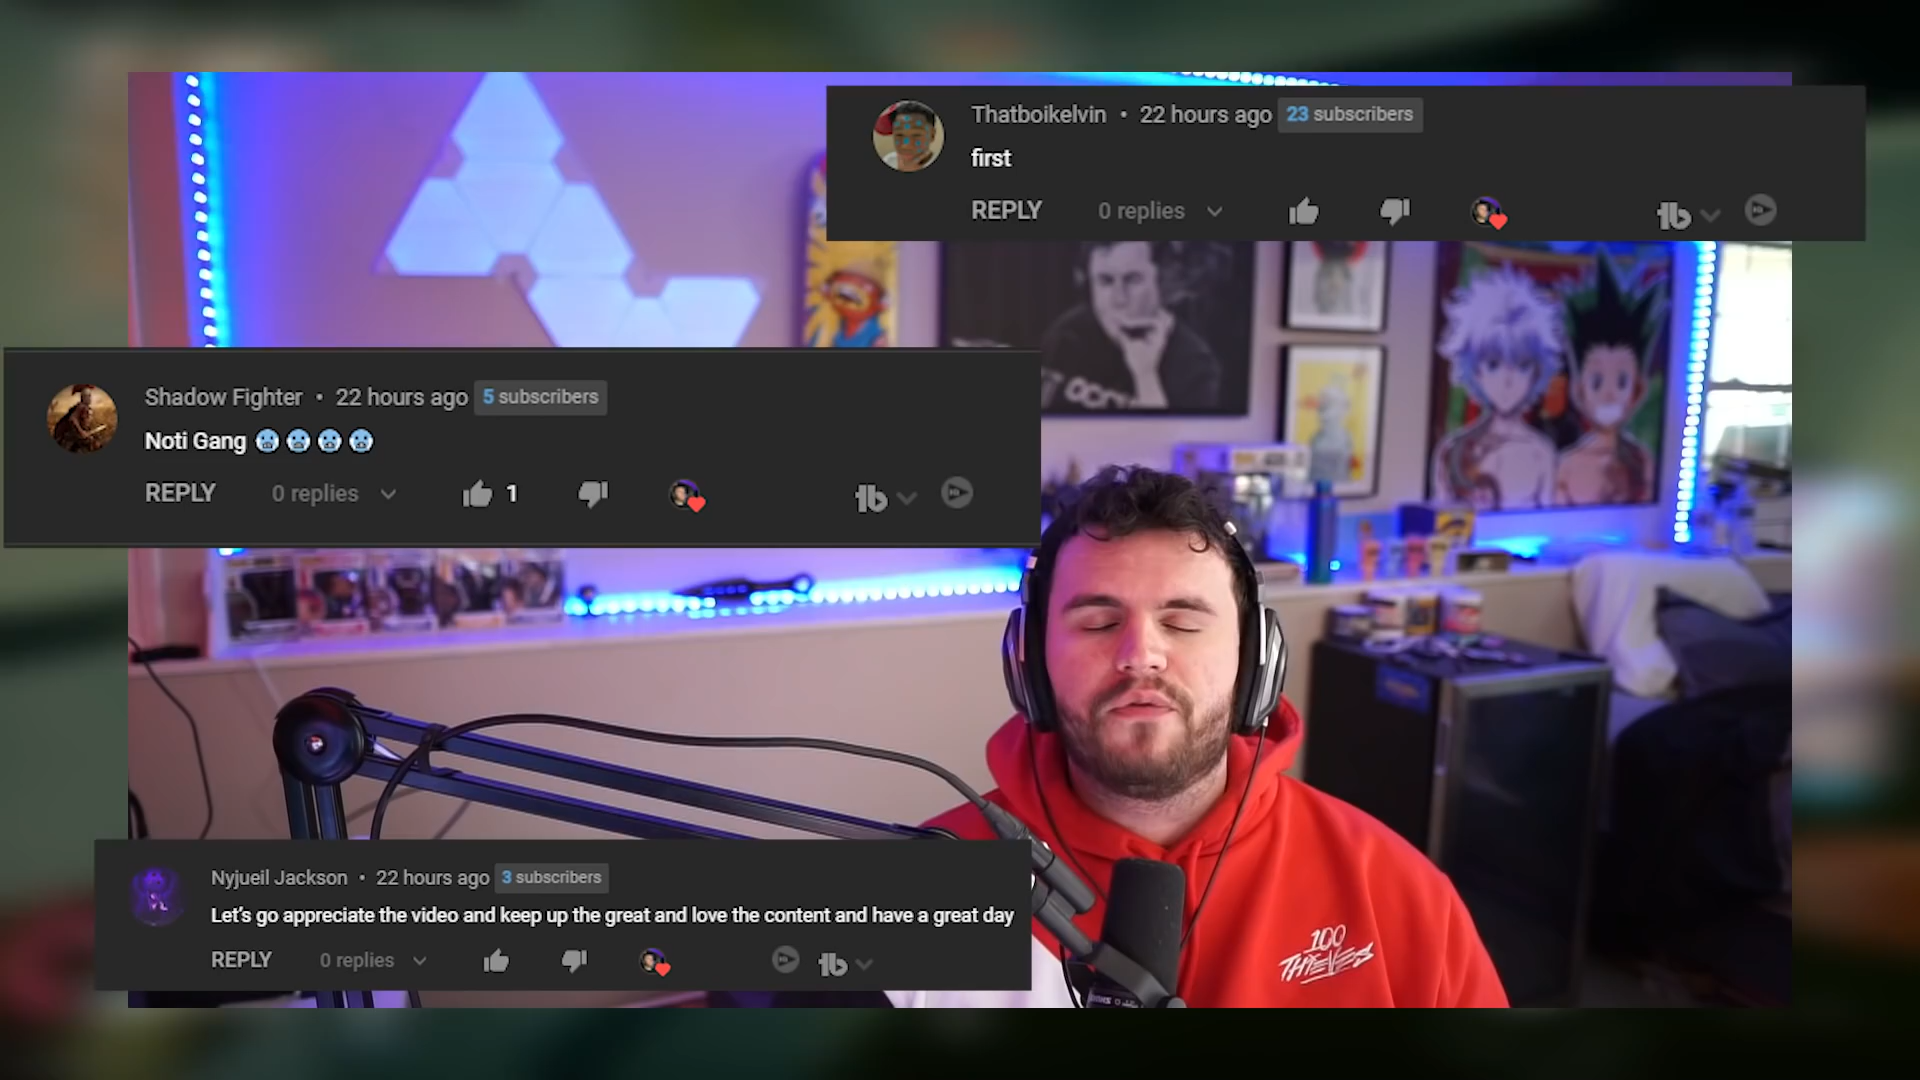 Thatboikelvin • 22 hours ago 23 subscribers
first
REPLY 0 replies
Shadow Fighter • 22 hours ago 5 subscribers
Noti Gang 🥶🥶🥶🥶
REPLY 0 replies 1
Nyjueil Jackson • 22 hours ago 3 subscribers
Let's go appreciate the video and keep up the great and love the content and have a great day
REPLY 0 replies
100
THIEVES